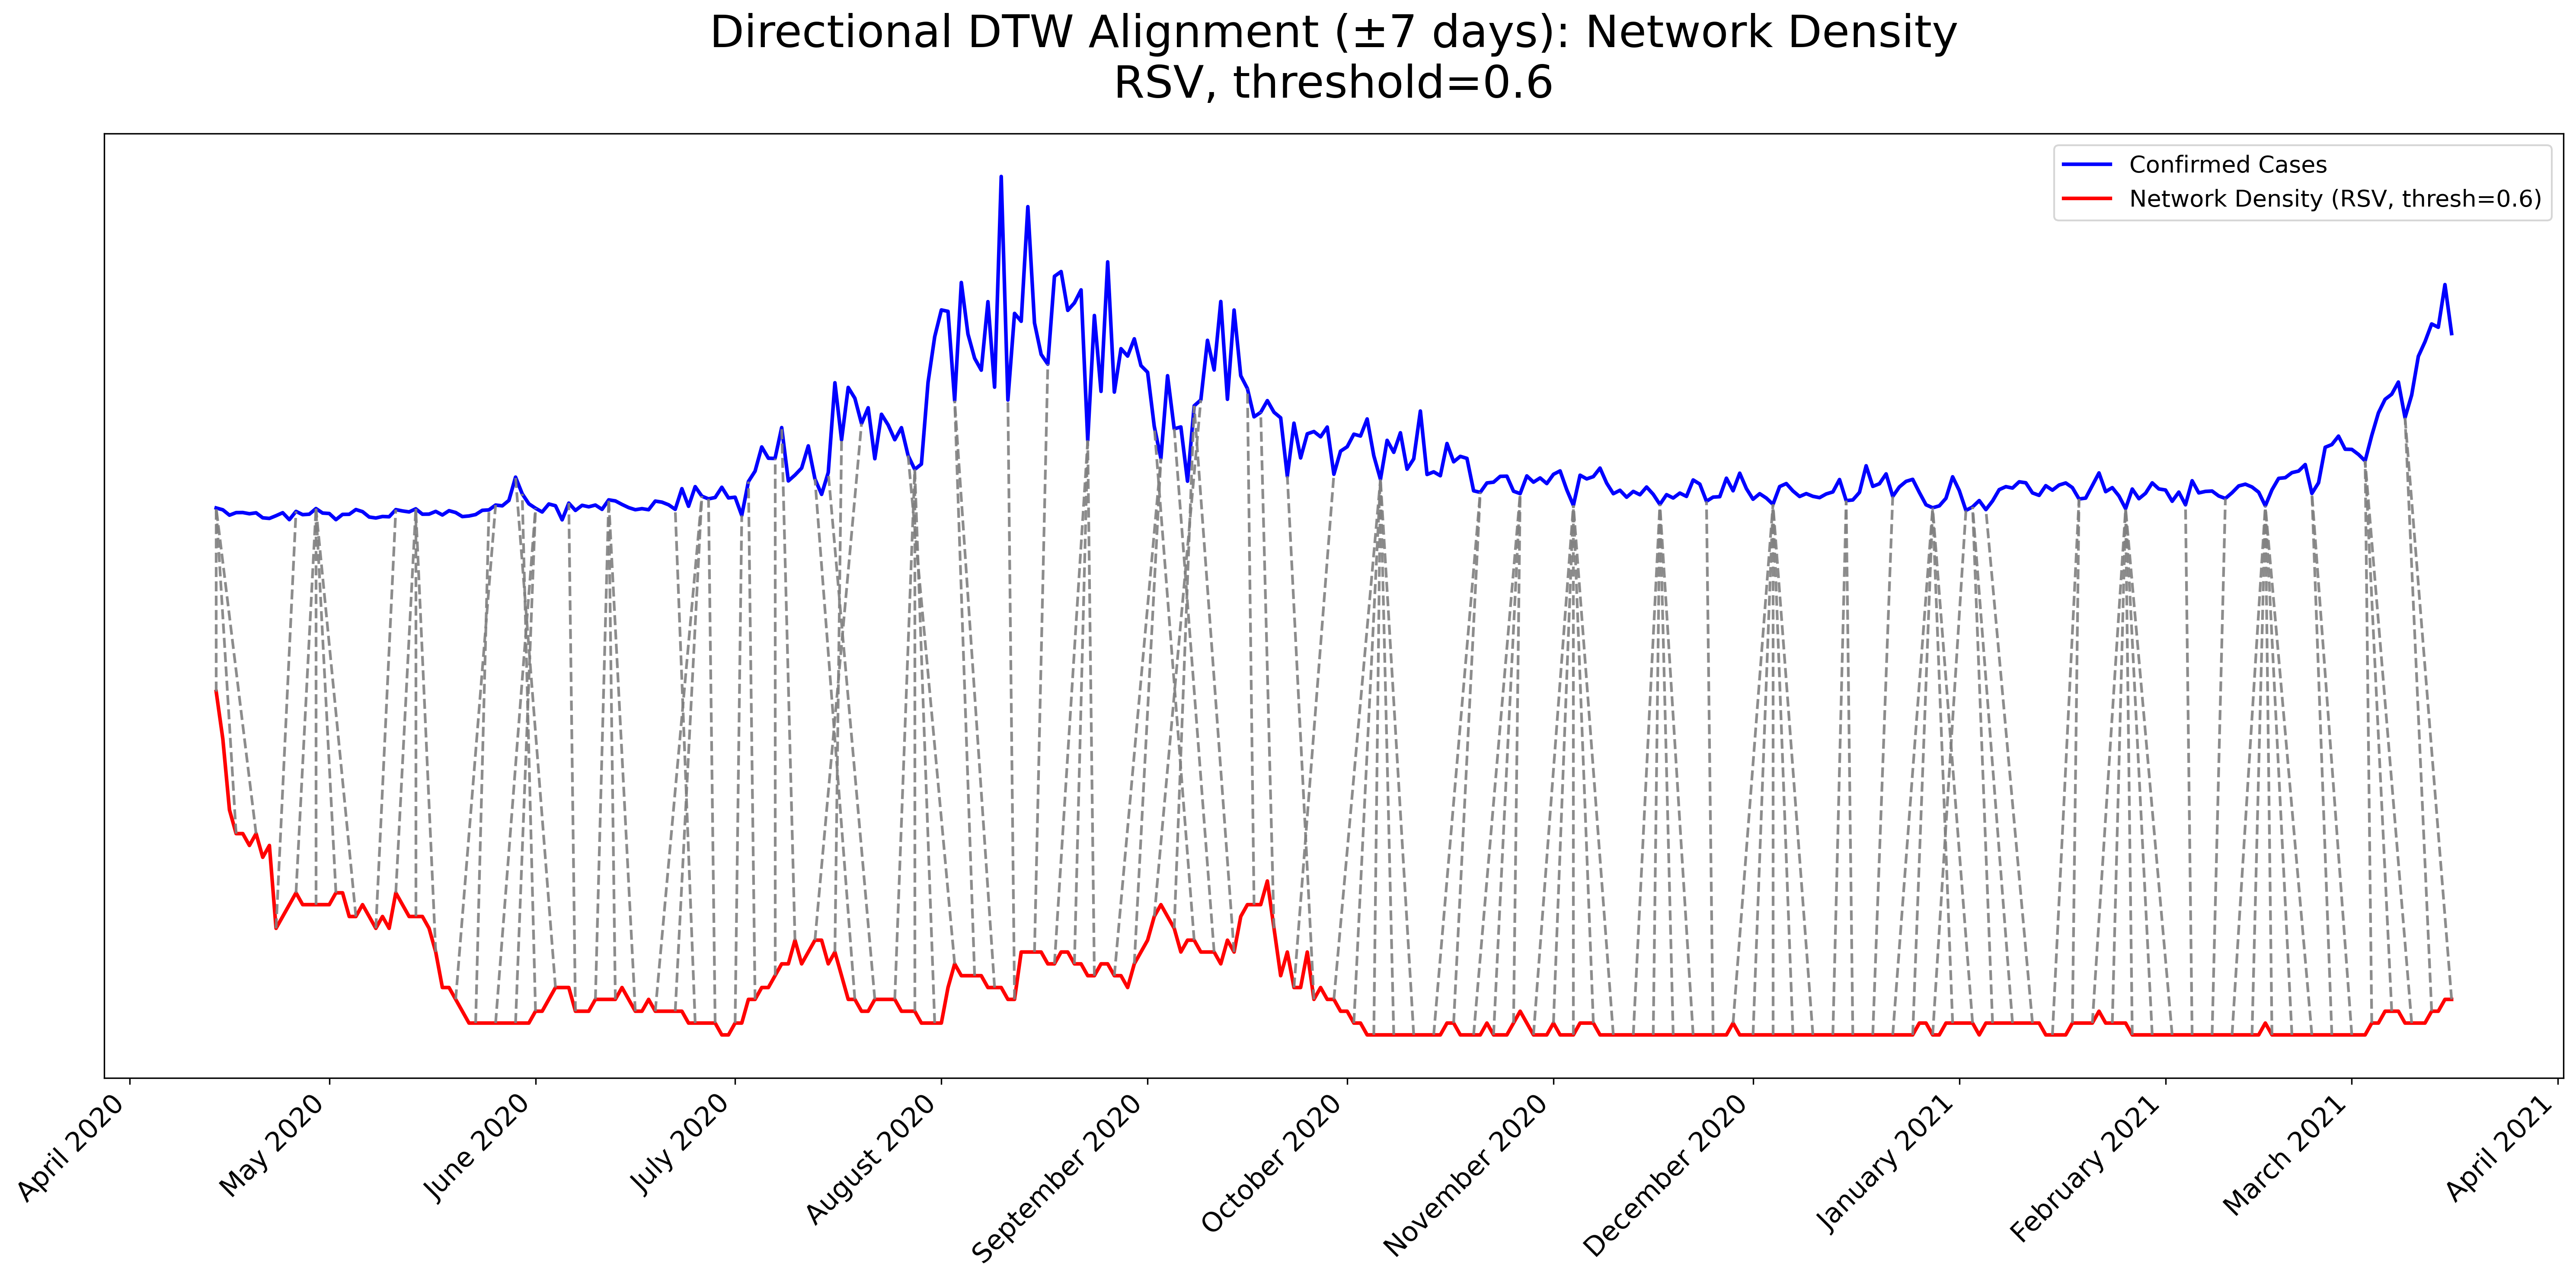 Directional DTW Alignment (±7 days): Network Density
RSV, threshold=0.6
Confirmed Cases
Network Density (RSV, thresh=0.6)
April 2020
May 2020
June 2020
July 2020
August 2020
September 2020
October 2020
November 2020
December 2020
January 2021
February 2021
March 2021
April 2021